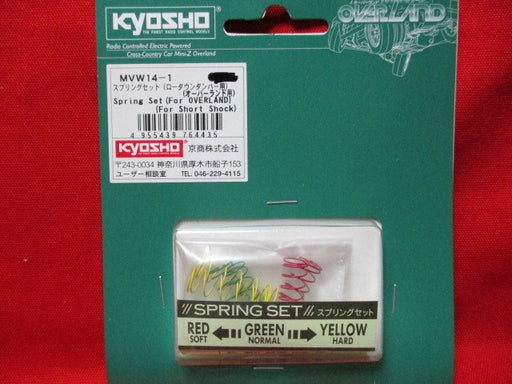 KYOSHO
THE FINEST RADIO CONTROL MODELS
Radio Controlled Electric Powered
Cross-Country Car Mini-Z Overland
OVERLAND
MVW14-1
スプリングセット (ローダウンダンパー用)
(オーバーランド用)
Spring Set(For OVERLAND)
(For Short Shock)
4 955439 764435
KYOSHO 京商株式会社
〒243-0034 神奈川県厚木市船子153
ユーザー相談室 TEL 046-229-4115
SPRING SET スプリングセット
RED GREEN YELLOW
SOFT NORMAL HARD